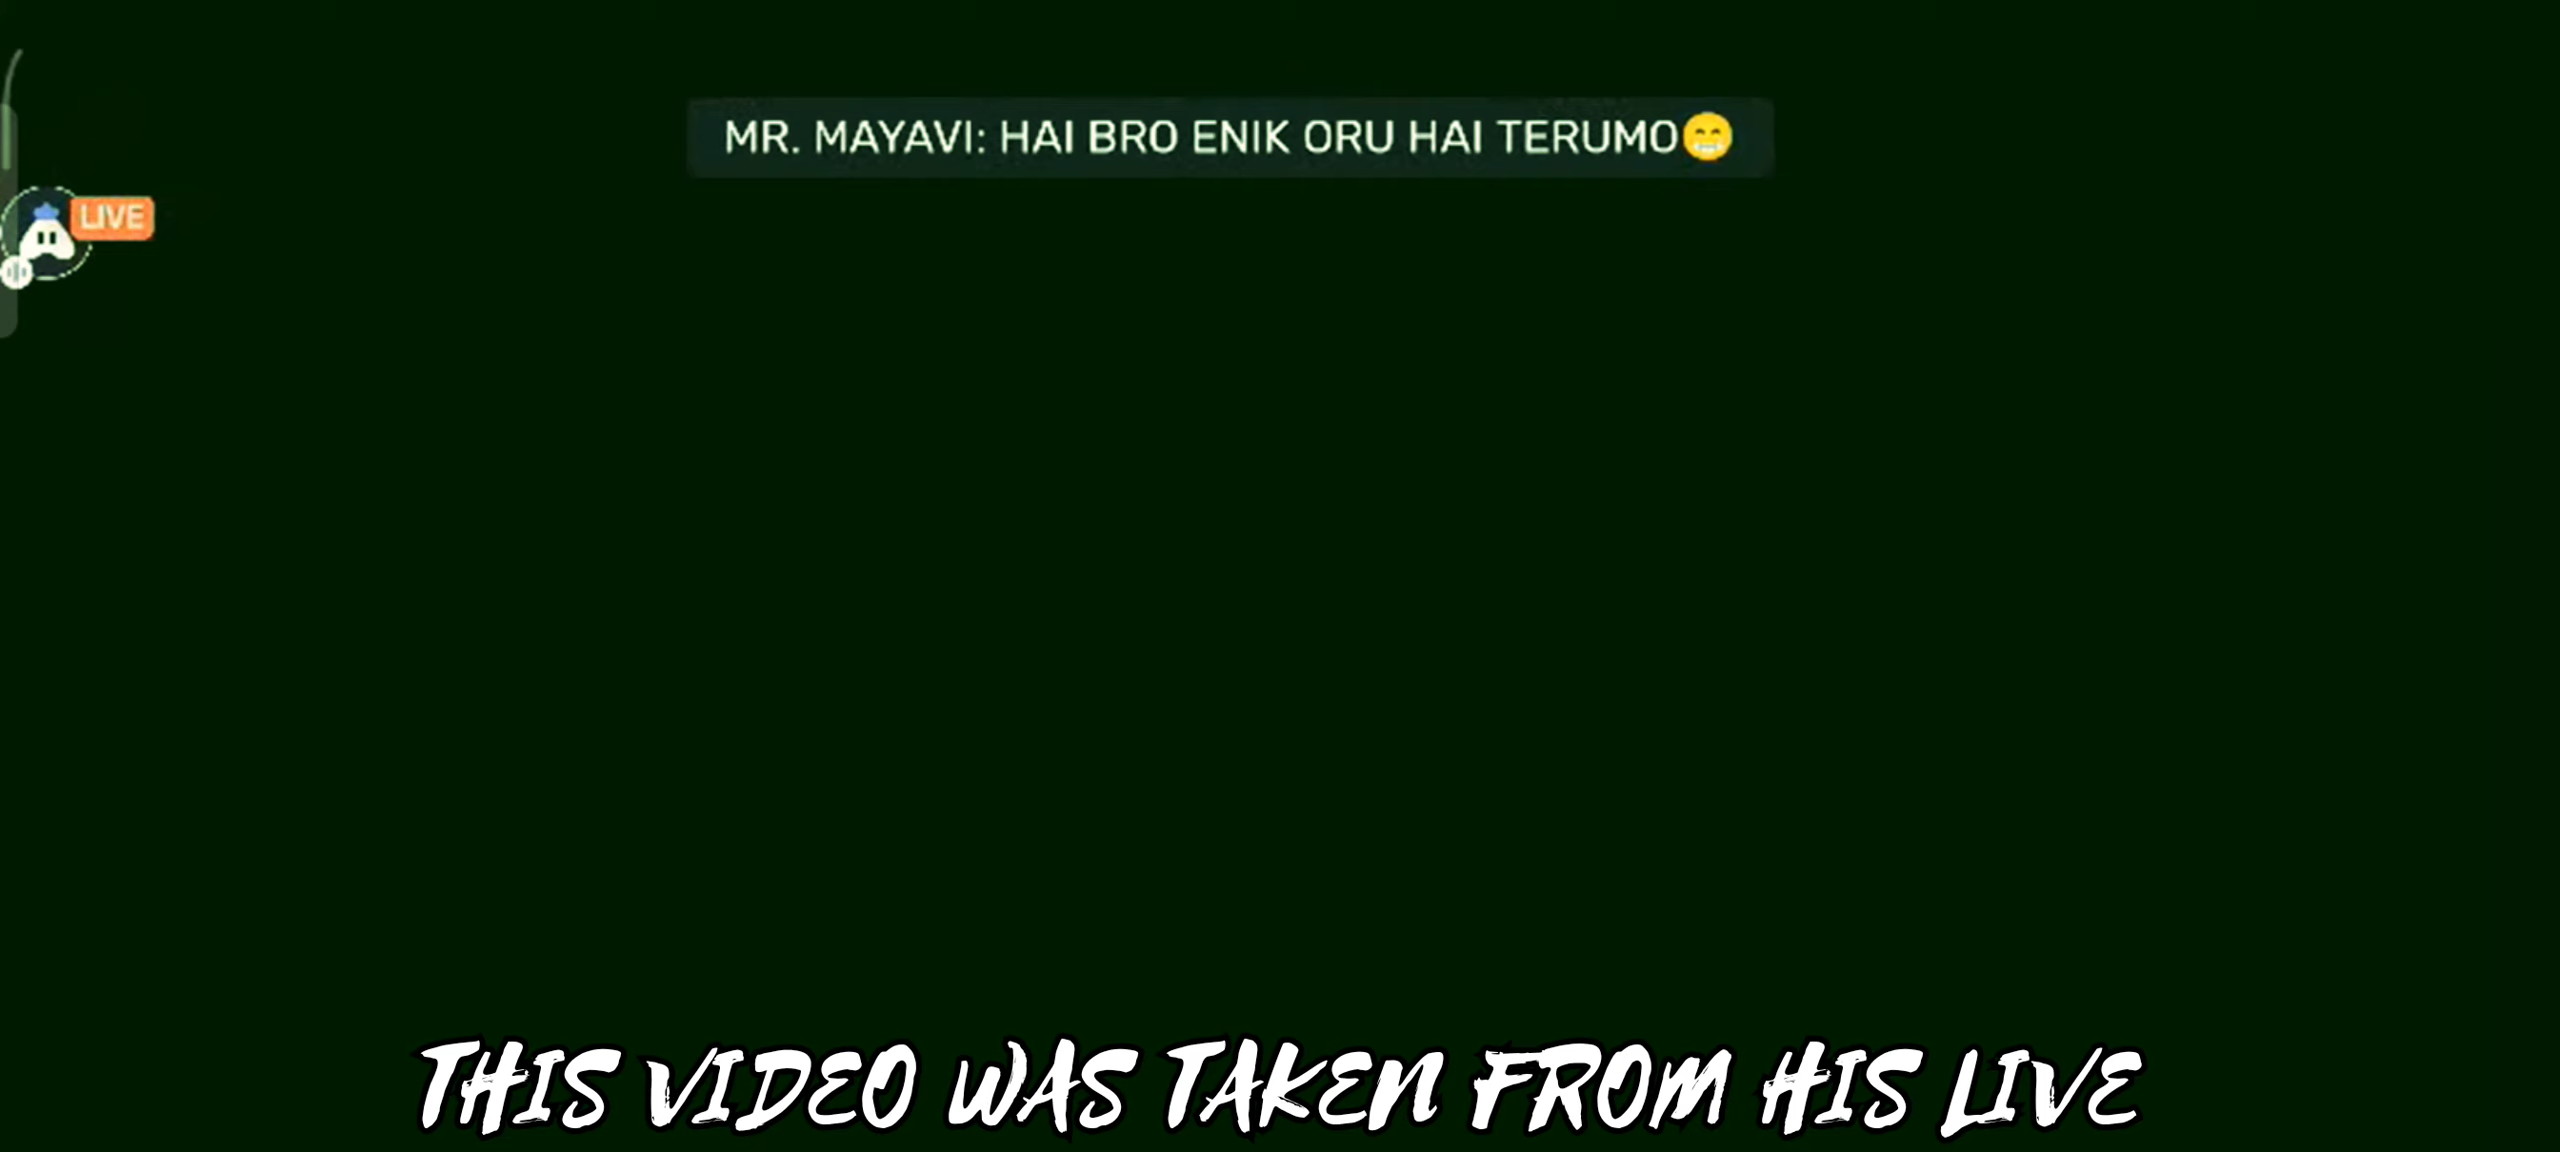 MR. MAYAVI: HAI BRO ENIK ORU HAI TERUMO😁
LIVE
THIS VIDEO WAS TAKEN FROM HIS LIVE